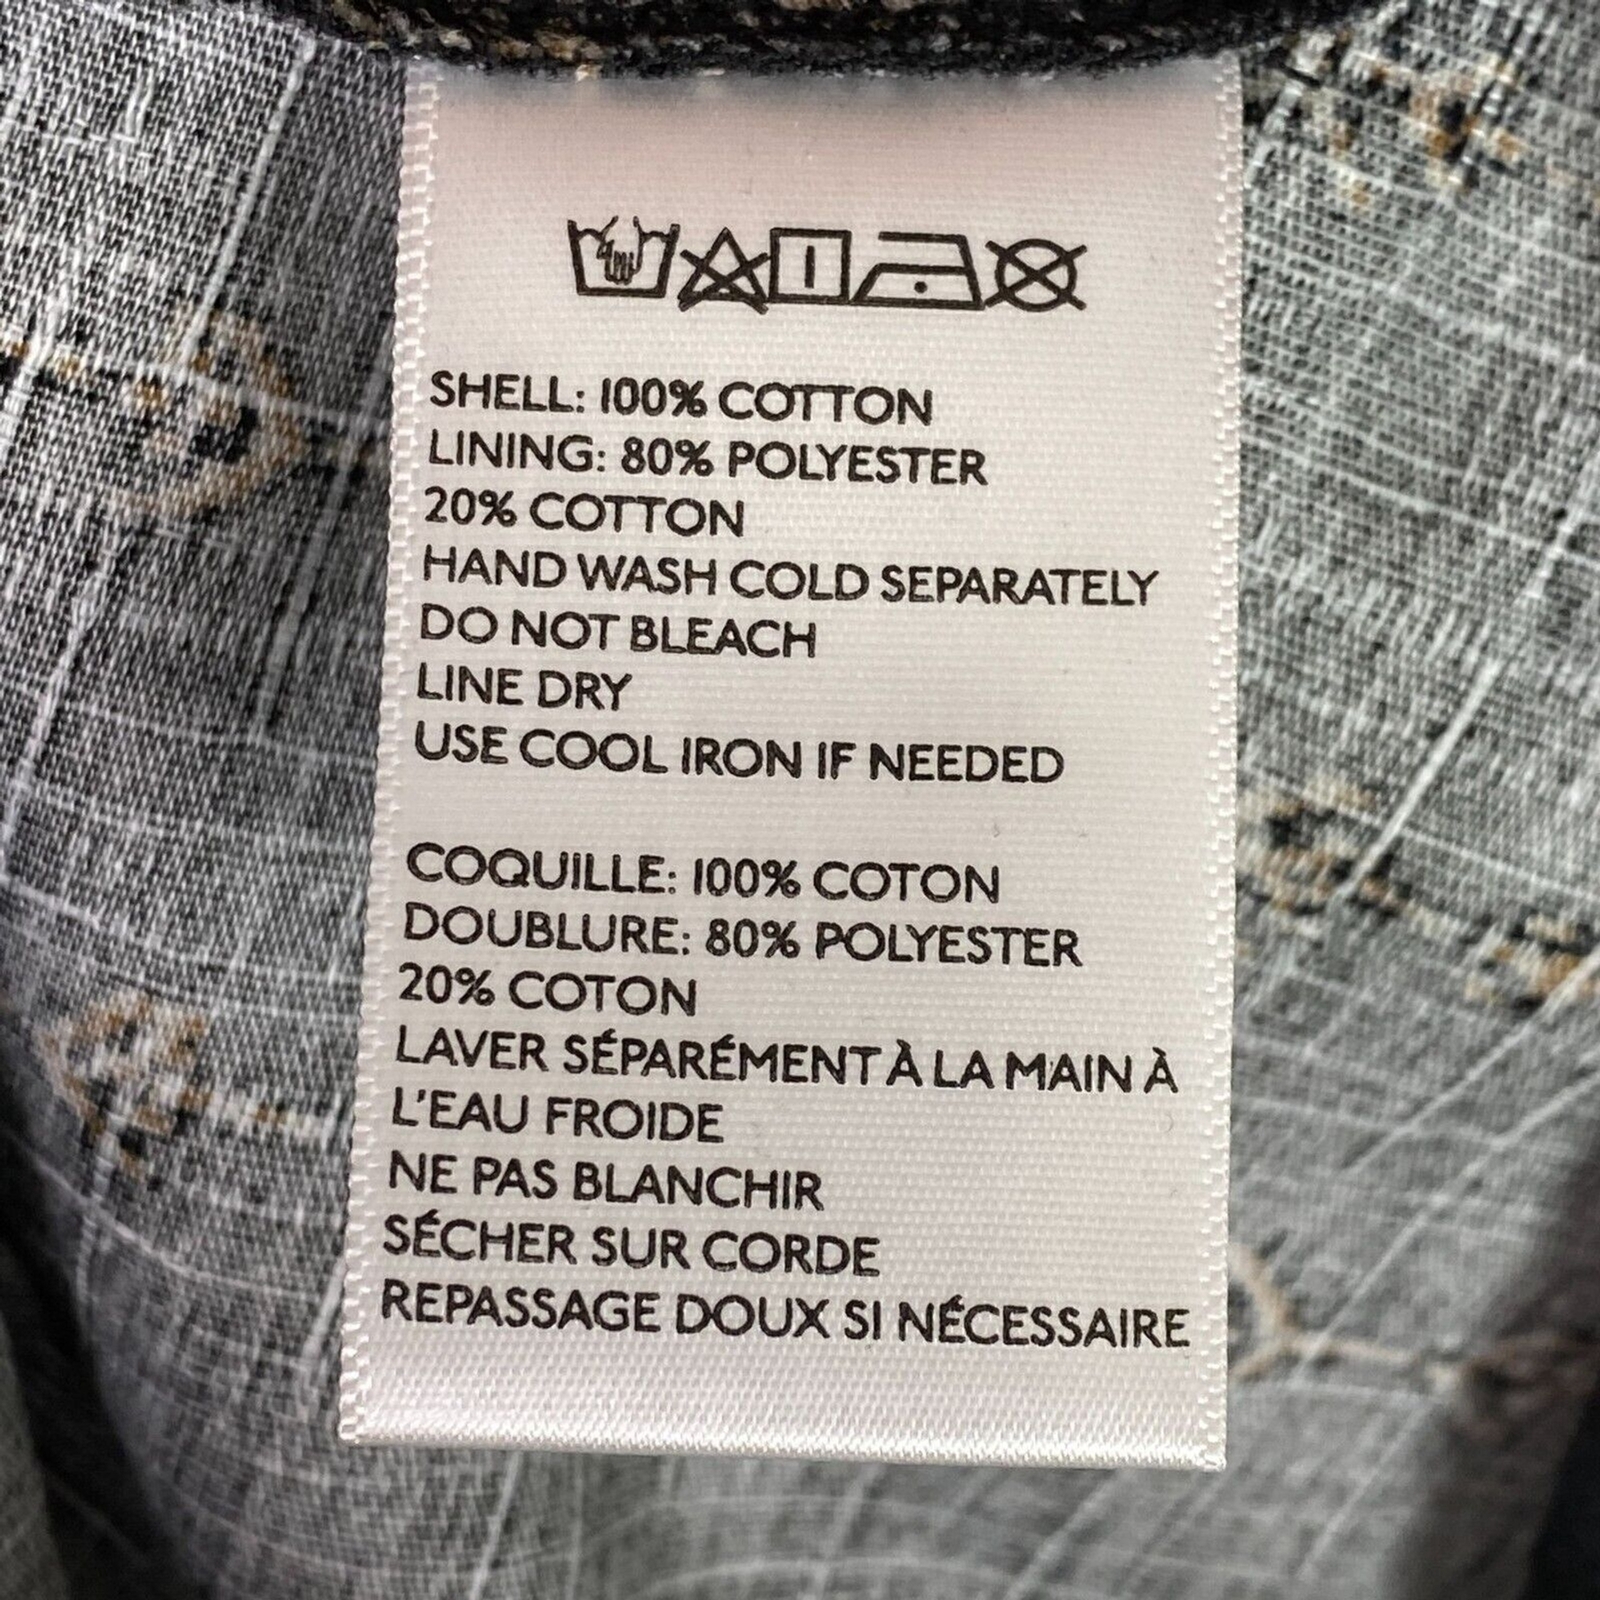 SHELL: 100% COTTON
LINING: 80% POLYESTER
20% COTTON
HAND WASH COLD SEPARATELY
DO NOT BLEACH
LINE DRY
USE COOL IRON IF NEEDED
COQUILLE: 100% COTON
DOUBLURE: 80% POLYESTER
20% COTON
LAVER SÉPARÉMENT À LA MAIN À
L'EAU FROIDE
NE PAS BLANCHIR
SÉCHER SUR CORDE
REPASSAGE DOUX SI NÉCESSAIRE